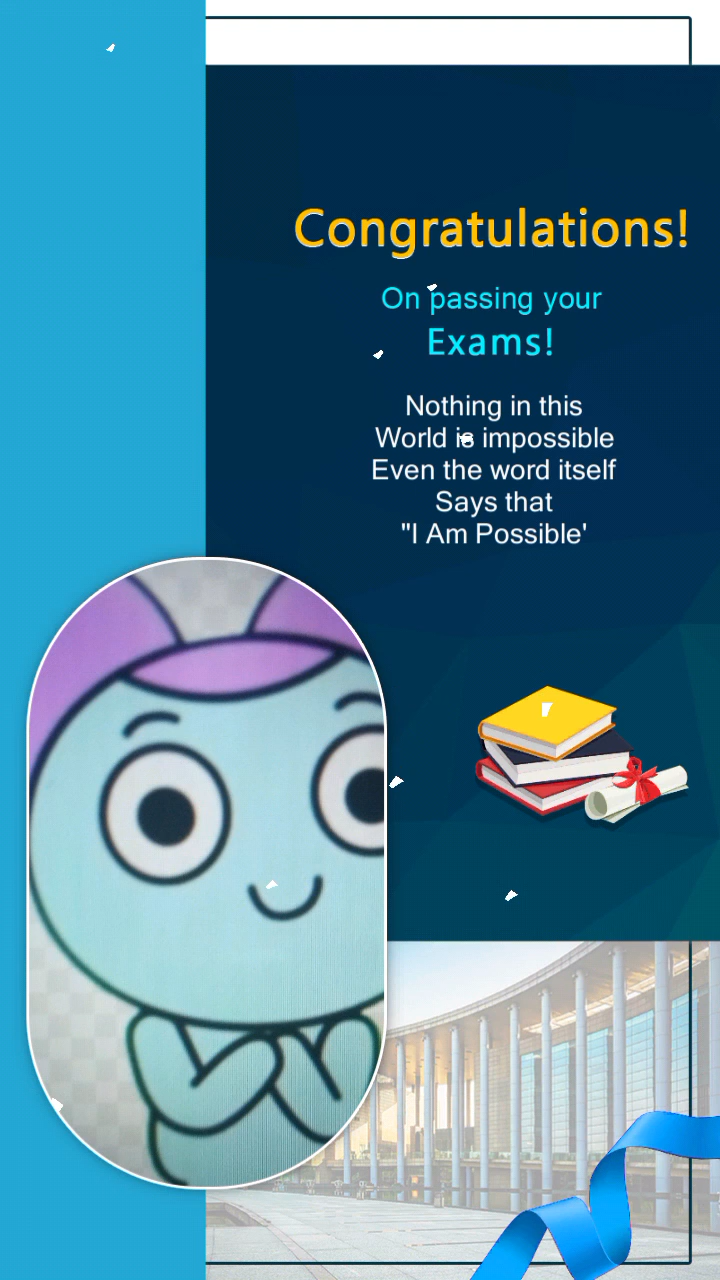 Congratulations!
On passing your
Exams!
Nothing in this
World is impossible
Even the word itself
Says that
"I Am Possible'